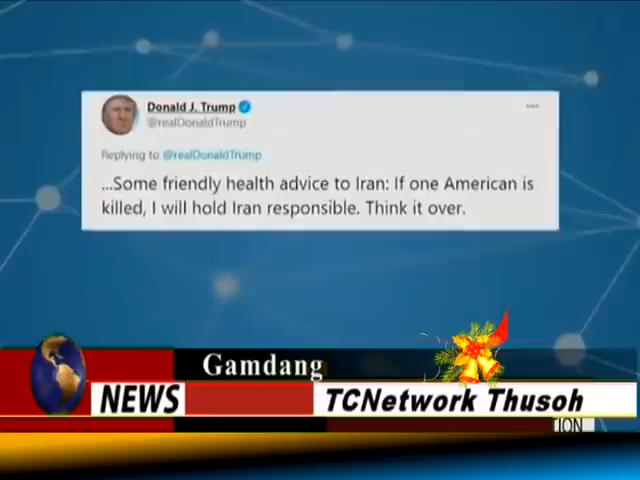 Donald J. Trump
@realDonaldTrump
Replying to @realDonaldTrump
...Some friendly health advice to Iran: If one American is
killed, I will hold Iran responsible. Think it over.
Gamdang
NEWS
TCNetwork Thusoh